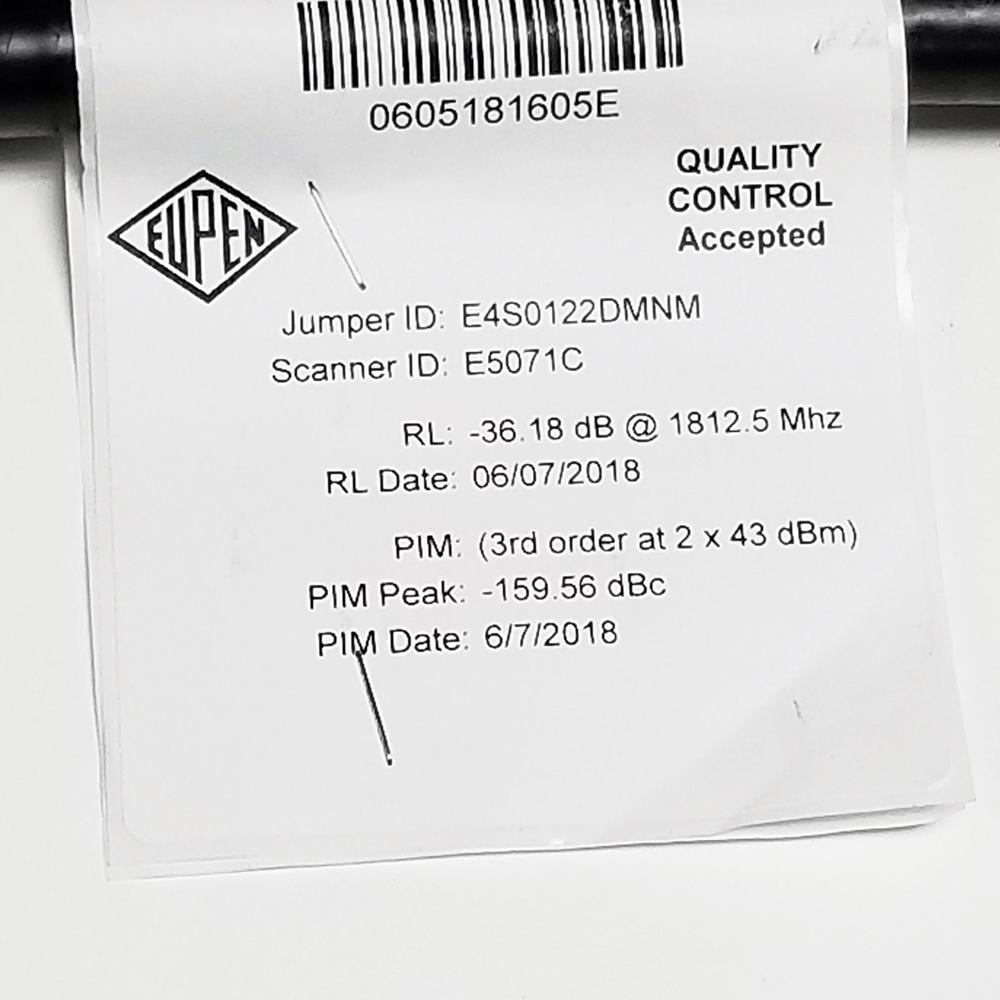 0605181605E
QUALITY
CONTROL
Accepted
EUPEN
Jumper ID: E4S0122DMNM
Scanner ID: E5071C
RL: -36.18 dB @ 1812.5 Mhz
RL Date: 06/07/2018
PIM: (3rd order at 2 x 43 dBm)
PIM Peak: -159.56 dBc
PIM Date: 6/7/2018